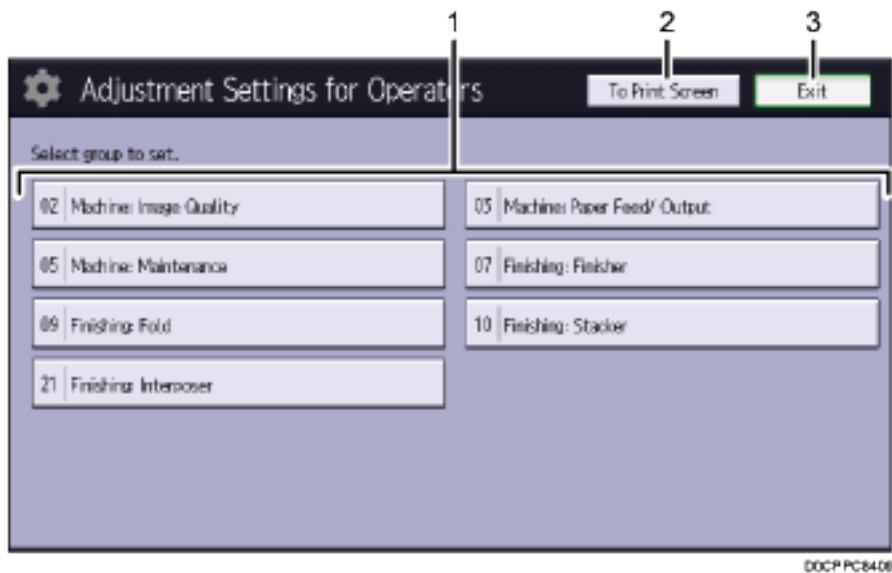 1 2 3
Adjustment Settings for Operators To Print Screen Exit
Select group to set.
02 Machine: Image Quality 03 Machine: Paper Feed/ Output
05 Machine: Maintenance 07 Finishing: Finisher
09 Finishing: Fold 10 Finishing: Stacker
21 Finishing: Interposer